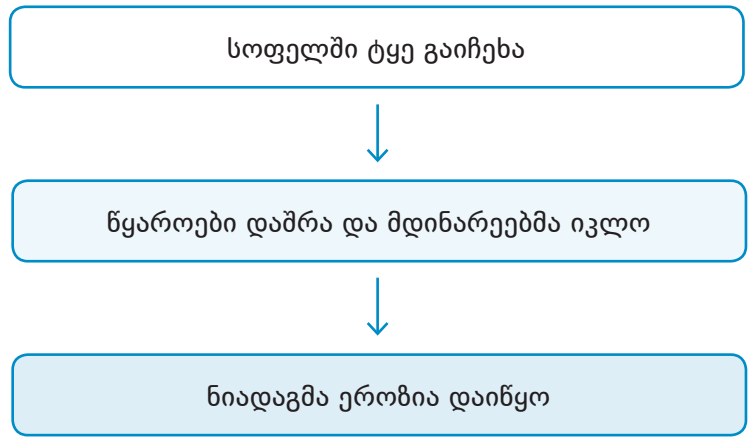 სოფელში ტყე გაიჩეხა
წყაროები დაშრა და მდინარეებმა იკლო
ნიადაგმა ეროზია დაიწყო